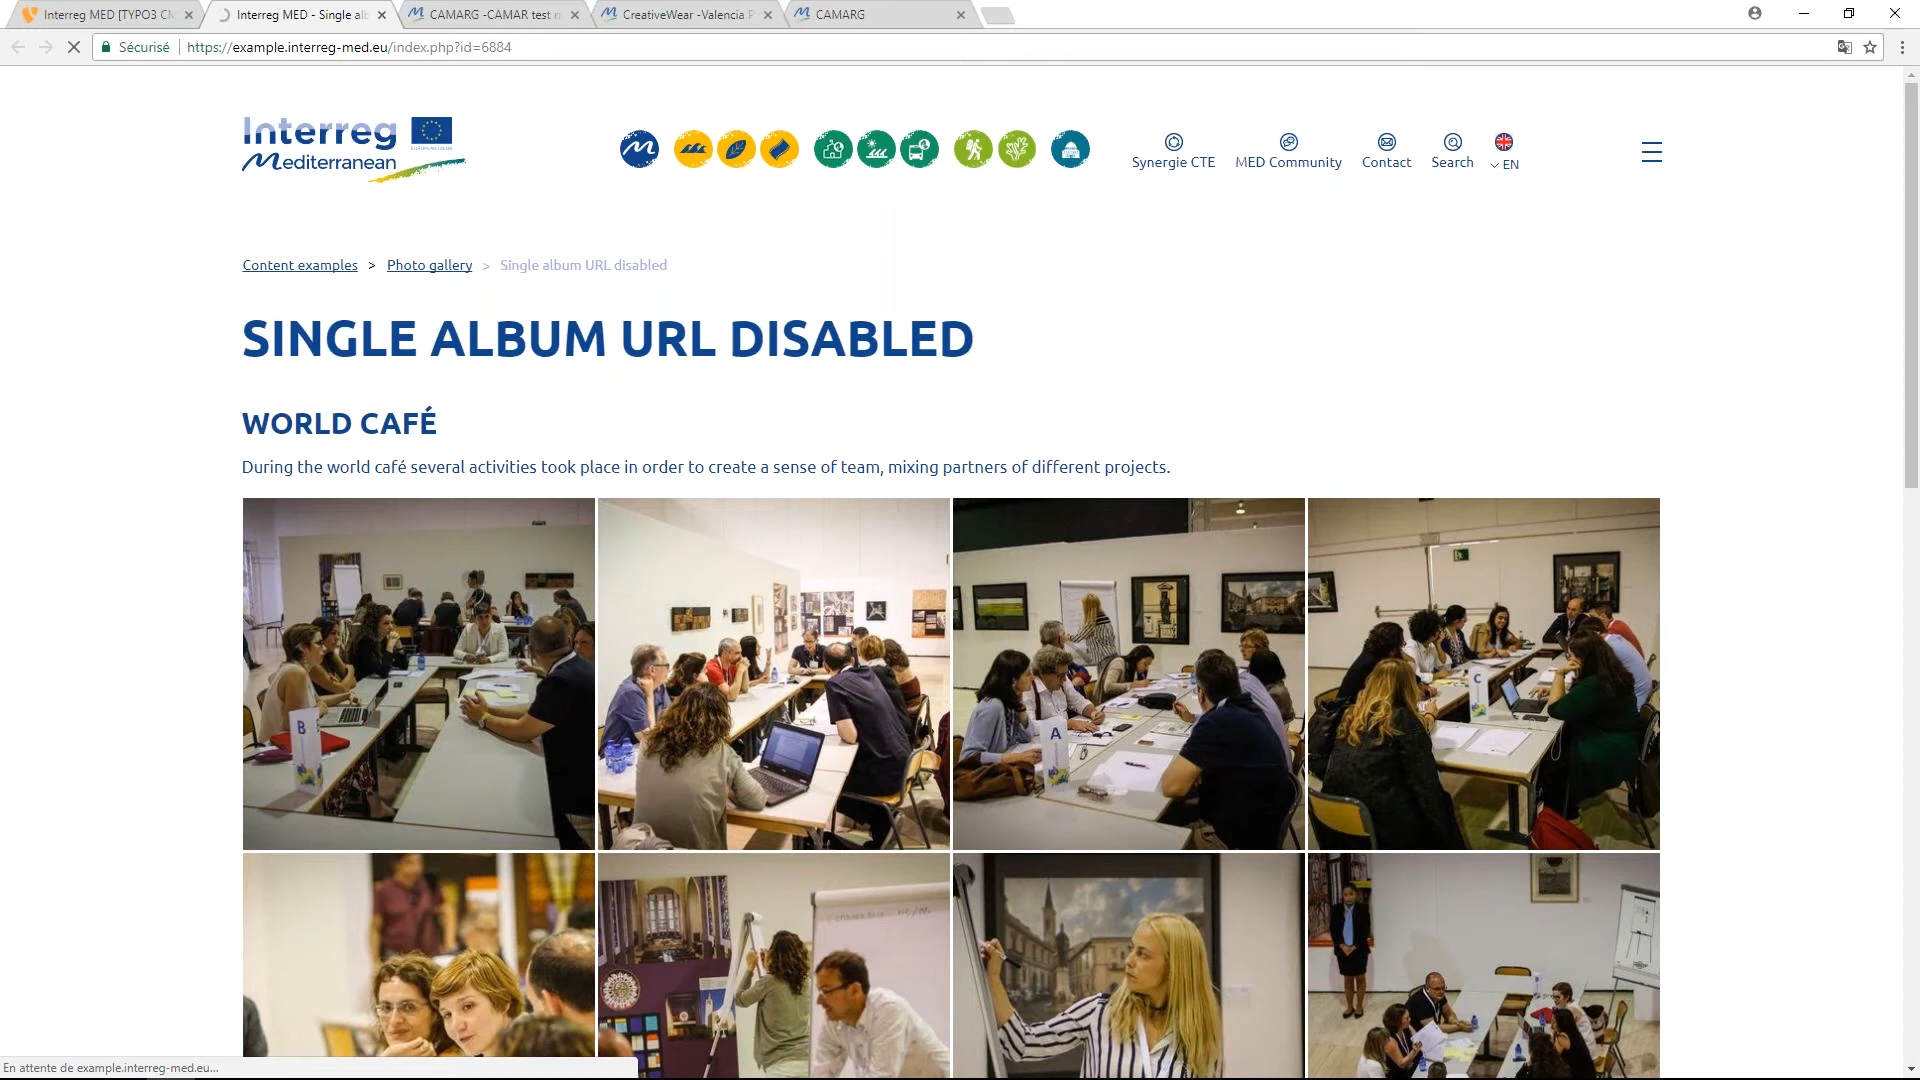 Interreg MED [TYPO3 CM
Interreg MED - Single alb
CAMARG -CAMAR test m
CreativeWear -Valencia P
CAMARG
Sécurisé
https://example.interreg-med.eu/index.php?id=6884
Interreg
Mediterranean
Synergie CTE
MED Community
Contact
Search
EN
Content examples > Photo gallery > Single album URL disabled
SINGLE ALBUM URL DISABLED
WORLD CAFÉ
During the world café several activities took place in order to create a sense of team, mixing partners of different projects.
B
A
C
En attente de example.interreg-med.eu...